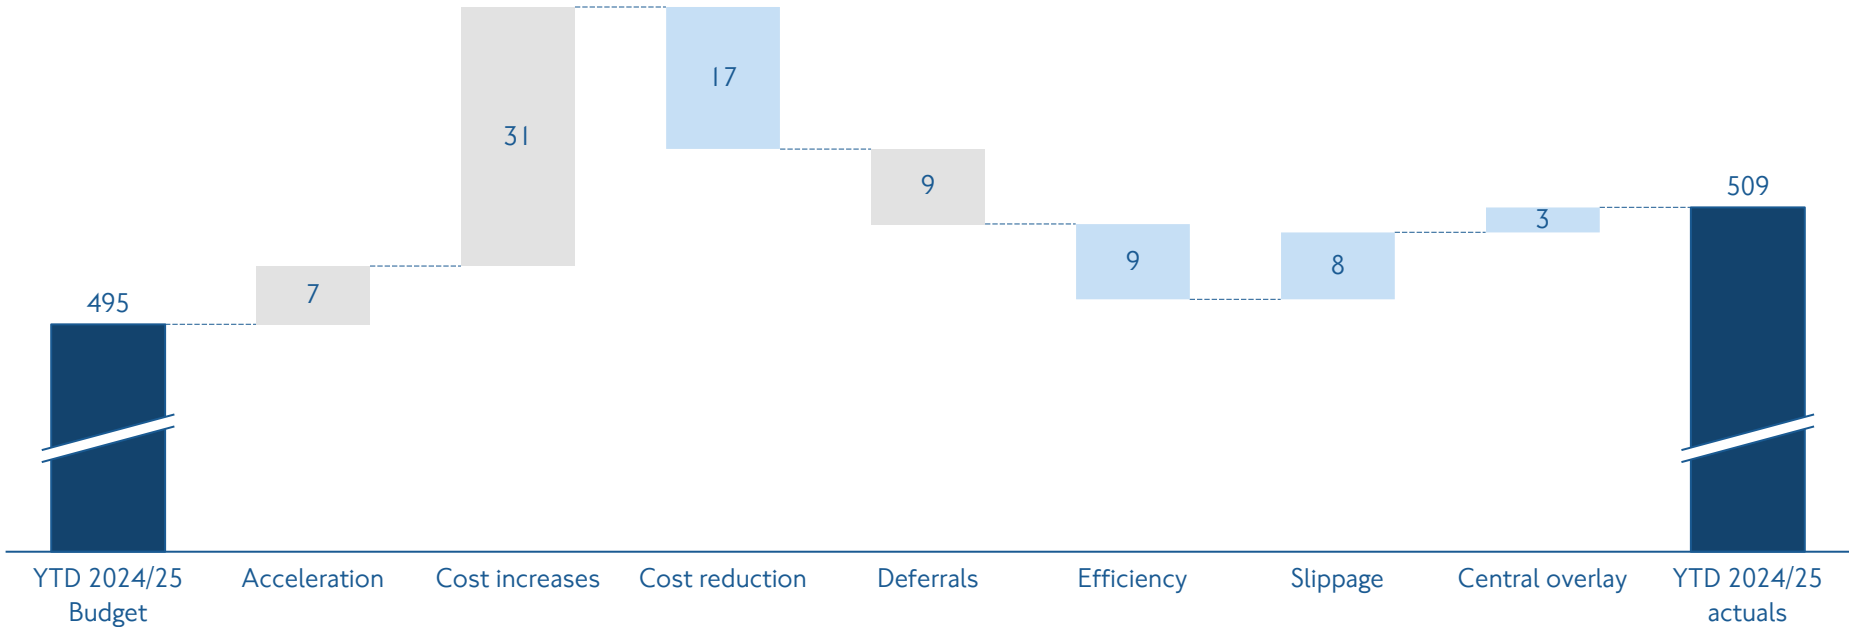 495
7
31
17
9
9
8
3
509
YTD 2024/25
Budget
Acceleration
Cost increases
Cost reduction
Deferrals
Efficiency
Slippage
Central overlay
YTD 2024/25
actuals